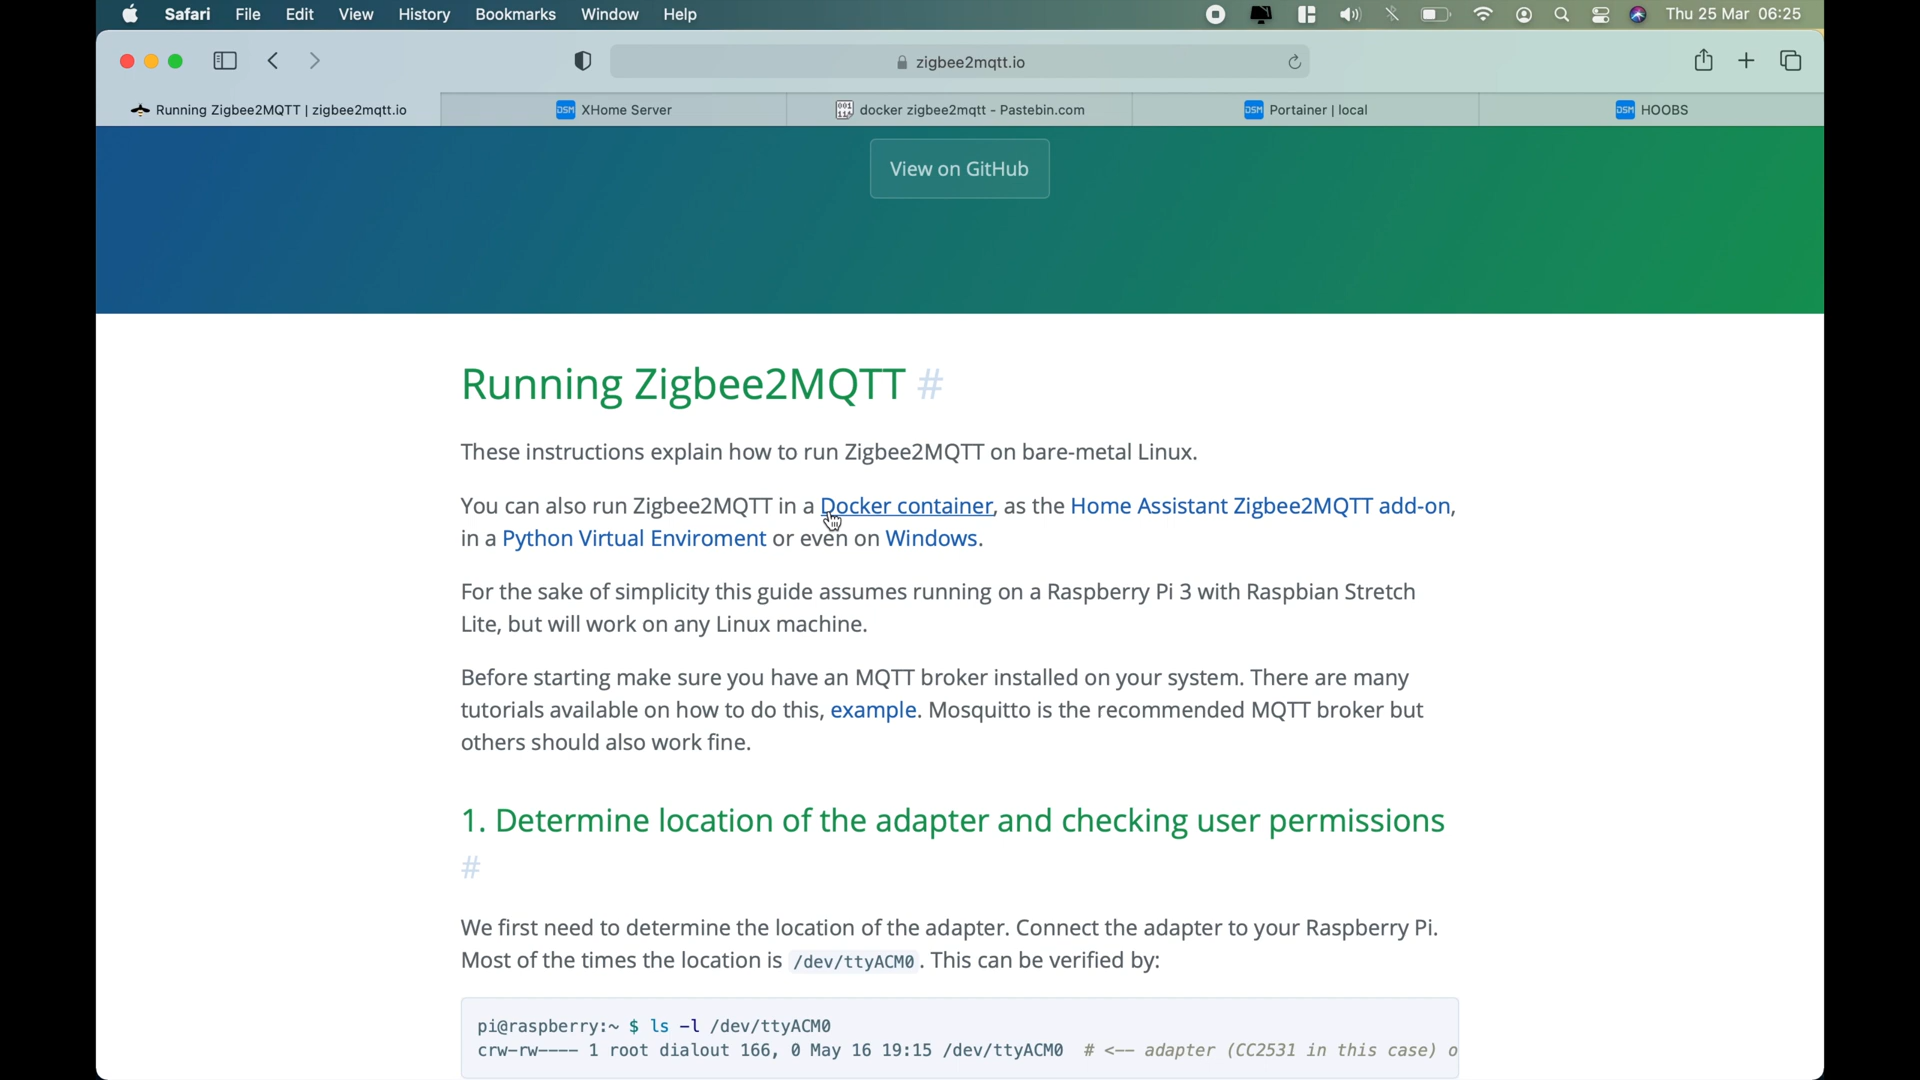 Safari File Edit View History Bookmarks Window Help Thu 25 Mar 06:25
zigbee2mqtt.io
Running Zigbee2MQTT | zigbee2mqtt.io
DSM XHome Server
docker zigbee2mqtt - Pastebin.com
DSM Portainer | local
DSM HOOBS
View on GitHub
Running Zigbee2MQTT #
These instructions explain how to run Zigbee2MQTT on bare-metal Linux.
You can also run Zigbee2MQTT in a Docker container, as the Home Assistant Zigbee2MQTT add-on,
in a Python Virtual Enviroment or even on Windows.
For the sake of simplicity this guide assumes running on a Raspberry Pi 3 with Raspbian Stretch
Lite, but will work on any Linux machine.
Before starting make sure you have an MQTT broker installed on your system. There are many
tutorials available on how to do this, example. Mosquitto is the recommended MQTT broker but
others should also work fine.
1. Determine location of the adapter and checking user permissions
#
We first need to determine the location of the adapter. Connect the adapter to your Raspberry Pi.
Most of the times the location is /dev/ttyACM0. This can be verified by:
pi@raspberry:~ $ ls -l /dev/ttyACM0
crw-rw---- 1 root dialout 166, 0 May 16 19:15 /dev/ttyACM0 # <-- adapter (CC2531 in this case) o